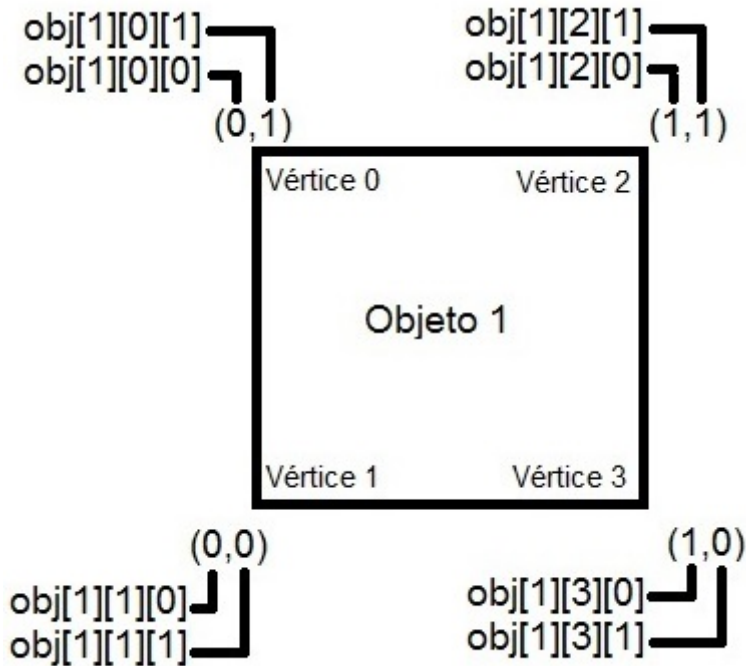 obj[1][0][1]
obj[1][2][1]
obj[1][0][0]
obj[1][2][0]
(0,1)
(1,1)
Vértice 0
Vértice 2
Objeto 1
Vértice 1
Vértice 3
(0,0)
(1,0)
obj[1][1][0]
obj[1][3][0]
obj[1][1][1]
obj[1][3][1]